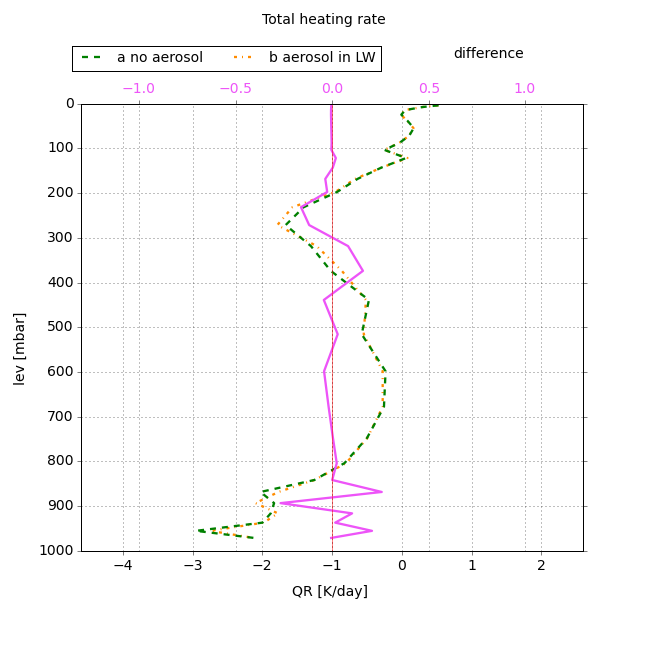 Total heating rate
a no aerosol b aerosol in LW
difference
−1.0 −0.5 0.0 0.5 1.0
0
100
200
300
400
500
600
700
800
900
1000
lev [mbar]
−4 −3 −2 −1 0 1 2
QR [K/day]